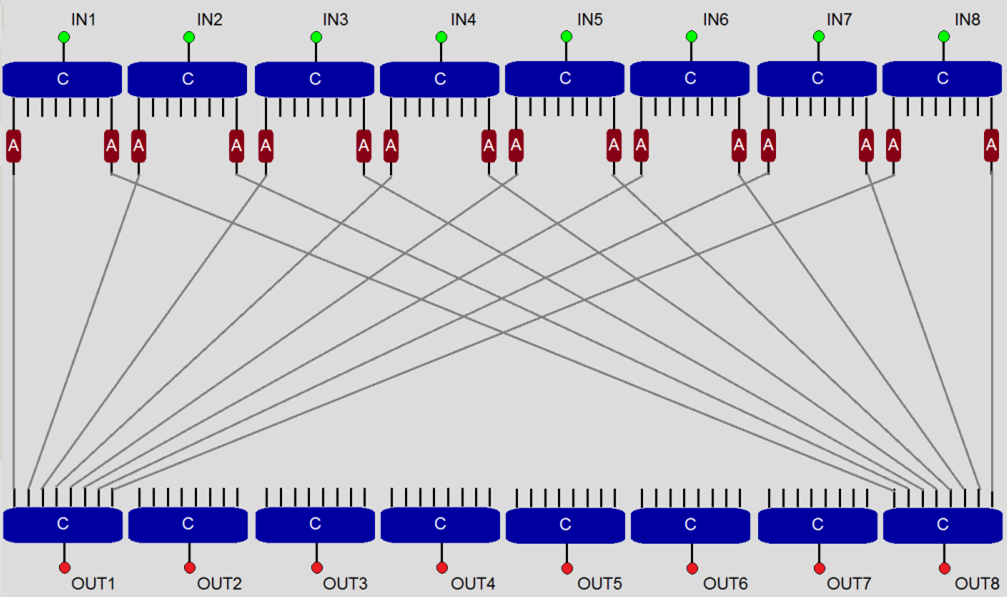 IN1 IN2 IN3 IN4 IN5 IN6 IN7 IN8
C C C C C C C C
A A A A A A A A A A A A A A A A
C C C C C C C C
OUT1 OUT2 OUT3 OUT4 OUT5 OUT6 OUT7 OUT8